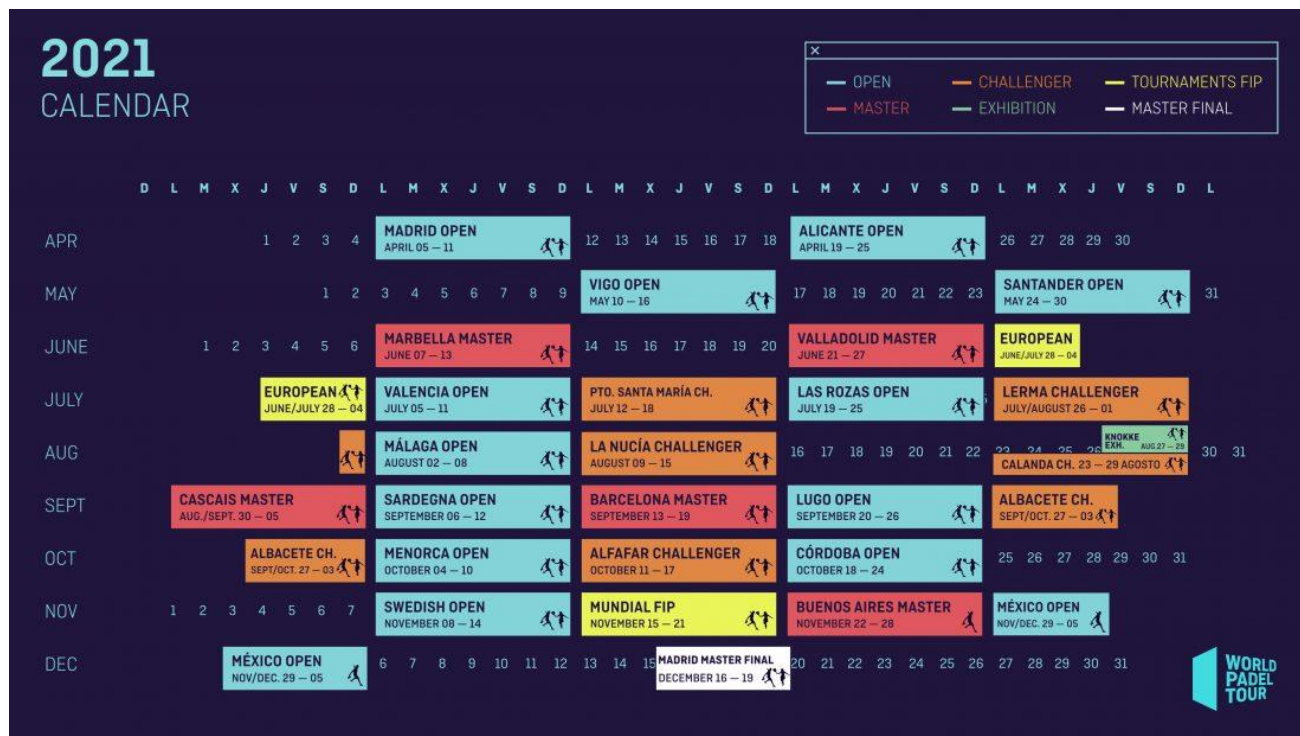 2021
CALENDAR
×
OPEN CHALLENGER TOURNAMENTS FIP
MASTER EXHIBITION MASTER FINAL
D L M X J V S D L M X J V S D L M X J V S D L M X J V S D L M X J V S D L
APR 1 2 3 4 MADRID OPEN 12 13 14 15 16 17 18 ALICANTE OPEN 26 27 28 29 30
APRIL 05 — 11 APRIL 19 — 25
MAY 1 2 3 4 5 6 7 8 9 VIGO OPEN 17 18 19 20 21 22 23 SANTANDER OPEN 31
MAY 10 — 16 MAY 24 — 30
JUNE 1 2 3 4 5 6 MARBELLA MASTER 14 15 16 17 18 19 20 VALLADOLID MASTER EUROPEAN
JUNE 07 — 13 JUNE 21 — 27 JUNE/JULY 28 — 04
JULY EUROPEAN VALENCIA OPEN PTO. SANTA MARÍA CH. LAS ROZAS OPEN LERMA CHALLENGER
JUNE/JULY 28 — 04 JULY 05 — 11 JULY 12 — 18 JULY 19 — 25 JULY/AUGUST 26 — 01
AUG MÁLAGA OPEN LA NUCÍA CHALLENGER 16 17 18 19 20 21 22 23 24 25 26 KNOKKE EXH. AUG 27 — 29 30 31
AUGUST 02 — 08 AUGUST 09 — 15 CALANDA CH. 23 — 29 AGOSTO
SEPT CASCAIS MASTER SARDEGNA OPEN BARCELONA MASTER LUGO OPEN ALBACETE CH.
AUG./SEPT. 30 — 05 SEPTEMBER 06 — 12 SEPTEMBER 13 — 19 SEPTEMBER 20 — 26 SEPT/OCT. 27 — 03
OCT ALBACETE CH. MENORCA OPEN ALFAFAR CHALLENGER CÓRDOBA OPEN 25 26 27 28 29 30 31
SEPT/OCT. 27 — 03 OCTOBER 04 — 10 OCTOBER 11 — 17 OCTOBER 18 — 24
NOV 1 2 3 4 5 6 7 SWEDISH OPEN MUNDIAL FIP BUENOS AIRES MASTER MÉXICO OPEN
NOVEMBER 08 — 14 NOVEMBER 15 — 21 NOVEMBER 22 — 28 NOV/DEC. 29 — 05
DEC MÉXICO OPEN 6 7 8 9 10 11 12 13 14 15 MADRID MASTER FINAL 20 21 22 23 24 25 26 27 28 29 30 31
NOV/DEC. 29 — 05 DECEMBER 16 — 19
WORLD
PADEL
TOUR